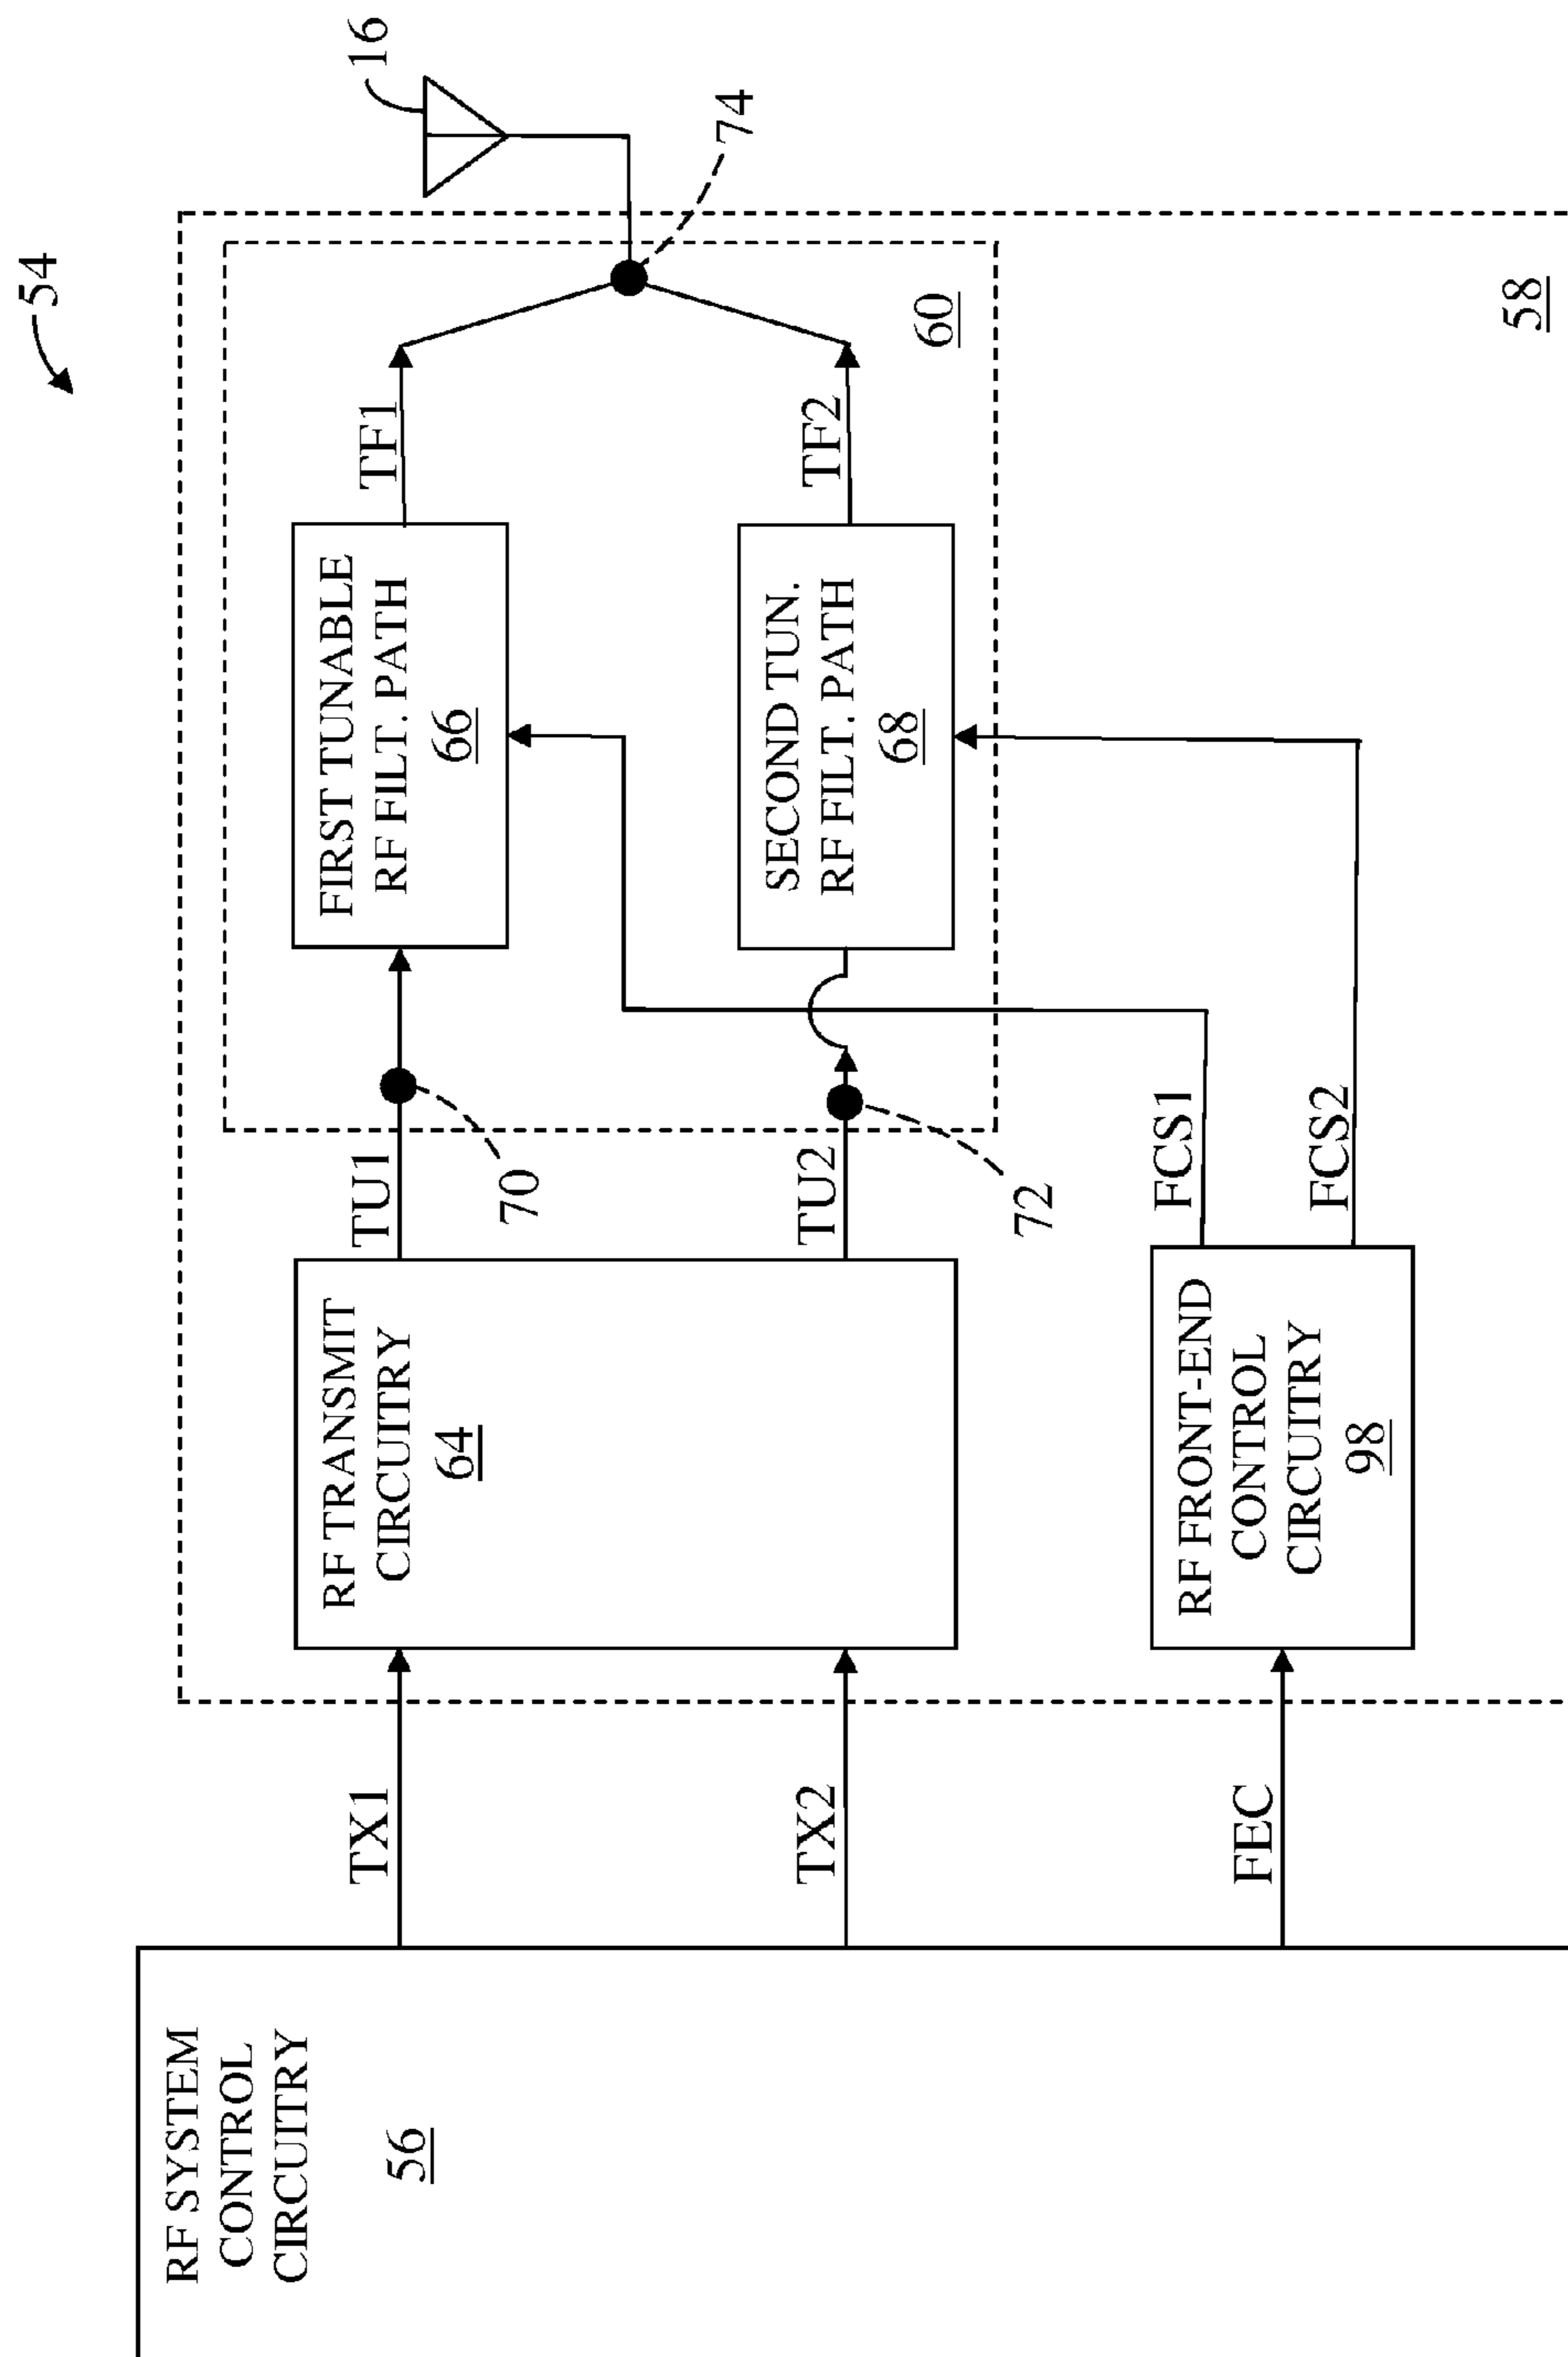 54
RF SYSTEM
CONTROL
CIRCUITRY
56
TX1
TX2
FEC
RF TRANSMIT
CIRCUITRY
64
TU1
TU2
70
72
RF FRONT-END
CONTROL
CIRCUITRY
98
FCS1
FCS2
FIRST TUNABLE
RF FILT. PATH
66
SECOND TUN.
RF FILT. PATH
68
TF1
TF2
60
74
16
58